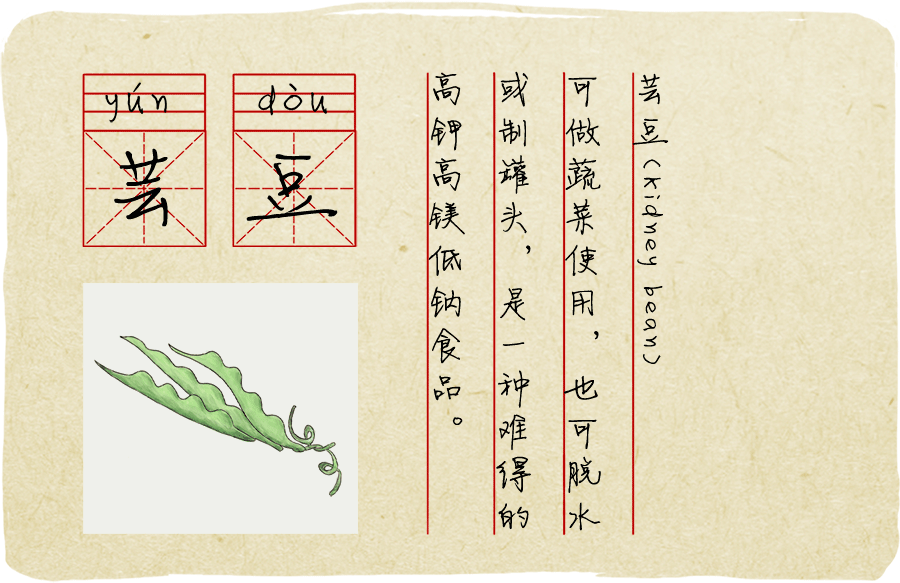 yún dòu
芸豆
芸豆(kidney bean)
可做蔬菜使用，也可脱水
或制罐头，是一种难得的
高钾高镁低钠食品。